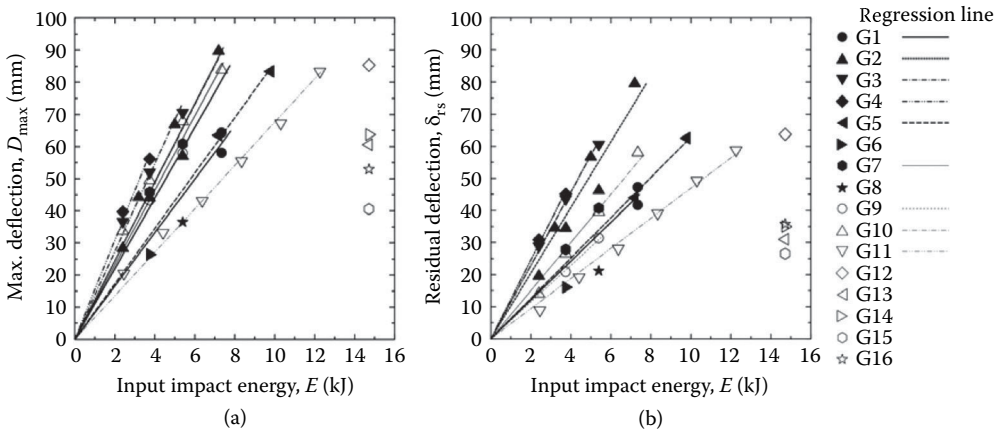 (a)
Max. deflection, D_max (mm)
100
90
80
70
60
50
40
30
20
10
0
0 2 4 6 8 10 12 14 16
Input impact energy, E (kJ)
(b)
Residual deflection, δ_rs (mm)
100
90
80
70
60
50
40
30
20
10
0
0 2 4 6 8 10 12 14 16
Input impact energy, E (kJ)
Regression line
G1
G2
G3
G4
G5
G6
G7
G8
G9
G10
G11
G12
G13
G14
G15
G16
(a)
(b)